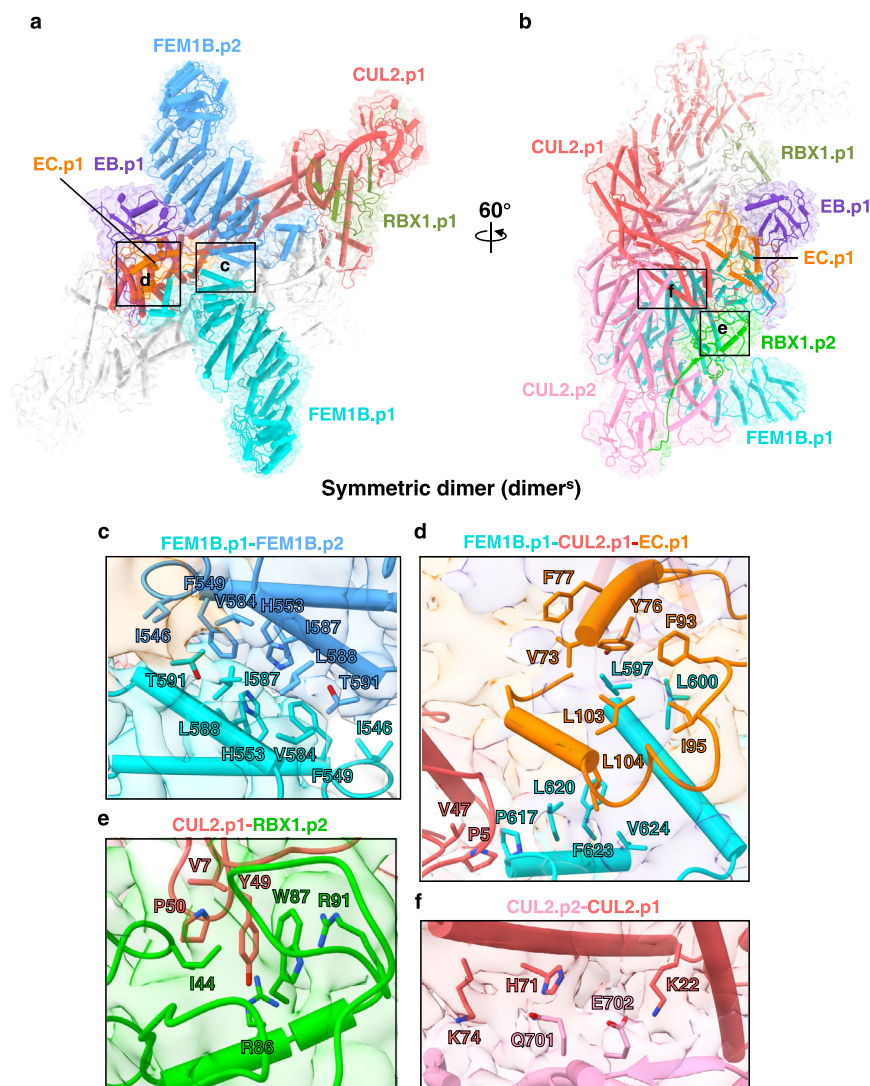 a
b
FEM1B.p2
CUL2.p1
EC.p1 EB.p1
RBX1.p1
60°
c
d
FEM1B.p1
CUL2.p1
RBX1.p1
EB.p1
EC.p1
f
e
RBX1.p2
CUL2.p2
FEM1B.p1
Symmetric dimer (dimerˢ)
c
FEM1B.p1-FEM1B.p2
F549
V584
H553
I546
I587
L588
T591
I587
T591
L588
I546
H553
V584
F549
d
FEM1B.p1-CUL2.p1-EC.p1
F77
Y76
F93
V73
L597
L600
L103
I95
L104
L620
V47
P617
P5
V624
F623
e
CUL2.p1-RBX1.p2
V7
Y49
W87
R91
P50
I44
R86
f
CUL2.p2-CUL2.p1
H71
E702
K22
K74
Q701